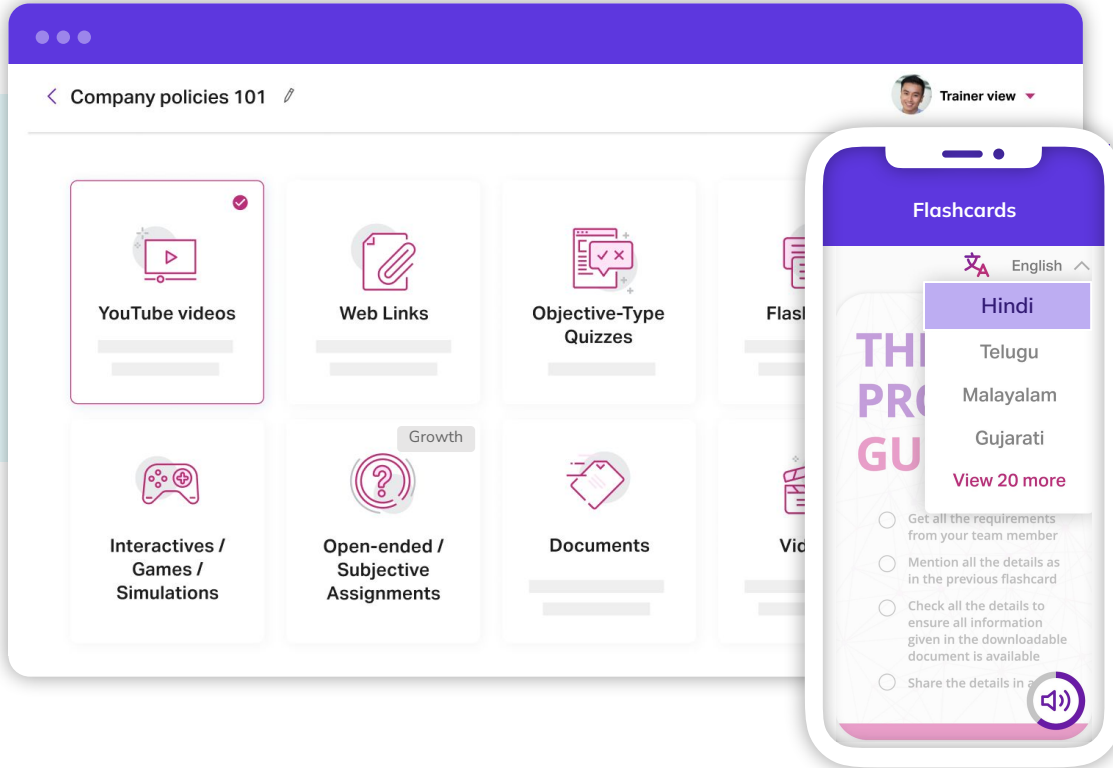 Company policies 101
Trainer view
YouTube videos
Web Links
Objective-Type
Quizzes
Growth
Interactives /
Games /
Simulations
Open-ended /
Subjective
Assignments
Documents
Flashcards
文A English
Hindi
Telugu
Malayalam
Gujarati
View 20 more
Get all the requirements
from your team member
Mention all the details as
in the previous flashcard
Check all the details to
ensure all information
given in the downloadable
document is available
Share the details in